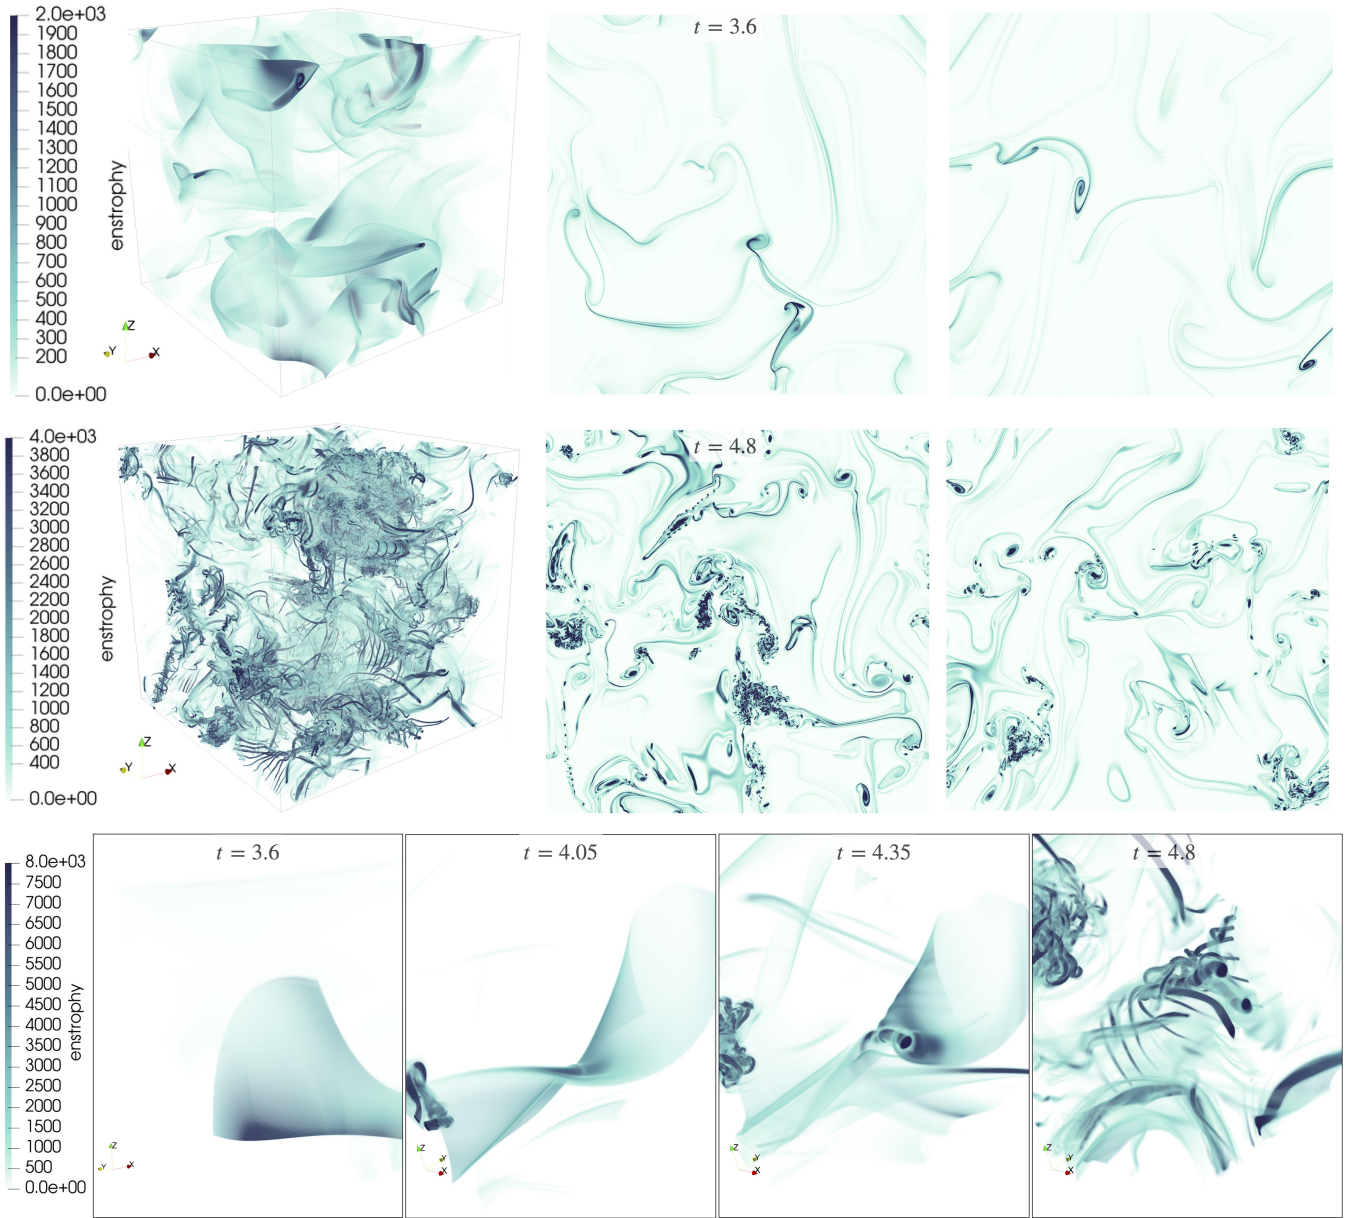 2.0e+03
1900
1800
1700
1600
1500
1400
1300
1200
1100
1000
900
800
700
600
500
400
300
200
0.0e+00
enstrophy
Z
Y
X
t = 3.6
4.0e+03
3800
3600
3400
3200
3000
2800
2600
2400
2200
2000
1800
1600
1400
1200
1000
800
600
400
0.0e+00
enstrophy
Z
Y
X
t = 4.8
8.0e+03
7500
7000
6500
6000
5500
5000
4500
4000
3500
3000
2500
2000
1500
1000
500
0.0e+00
enstrophy
t = 3.6
Z
Y
X
t = 4.05
Z
Y
X
t = 4.35
Z
Y
X
t = 4.8
Z
Y
X